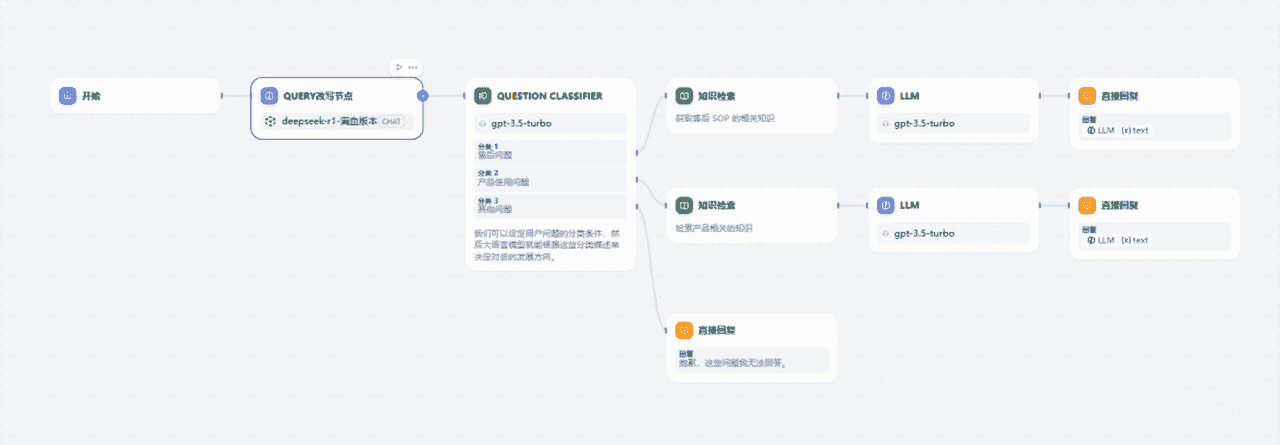 开始
QUERY改写节点
deepseek-r1-满血版本 CHAT
QUESTION CLASSIFIER
gpt-3.5-turbo
分类 1
售后问题
分类 2
产品使用问题
分类 3
其他问题
我们可以设定用户问题的分类条件，然
后大语言模型就能根据这些分类描述来
决定对话的发展方向。
知识检索
获取售后 SOP 的相关知识
LLM
gpt-3.5-turbo
直接回复
回复
LLM {x} text
知识检索
检索产品相关的知识
LLM
gpt-3.5-turbo
直接回复
回复
LLM {x} text
直接回复
回复
抱歉，这些问题我无法回答。